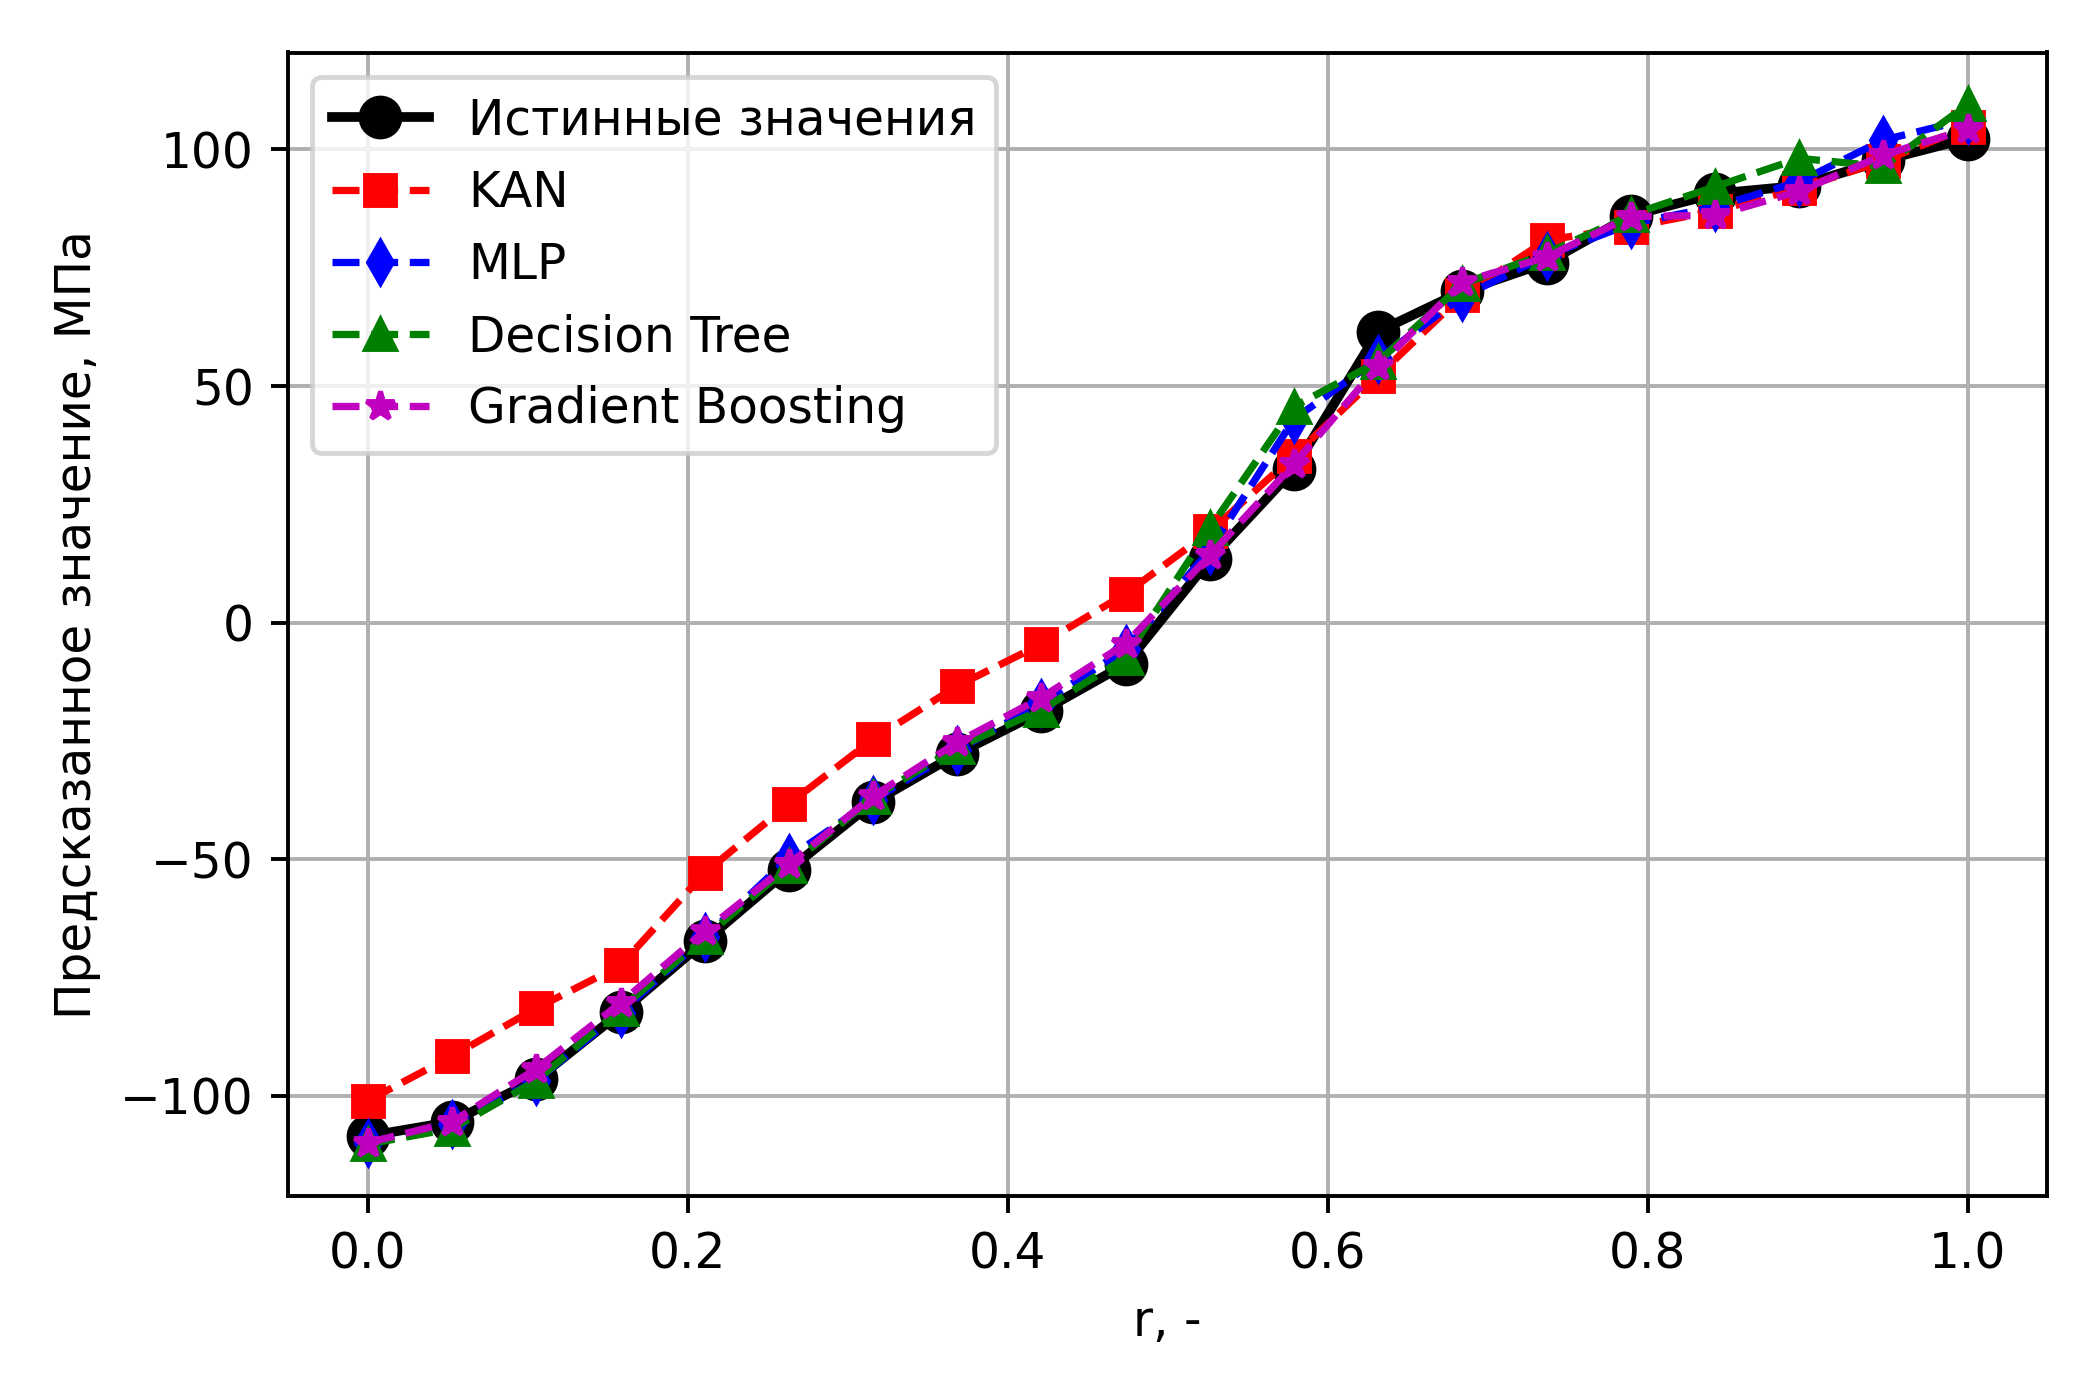 Истинные значения
KAN
MLP
Decision Tree
Gradient Boosting
Предсказанное значение, МПа
100
50
0
−50
−100
0.0 0.2 0.4 0.6 0.8 1.0
r, -